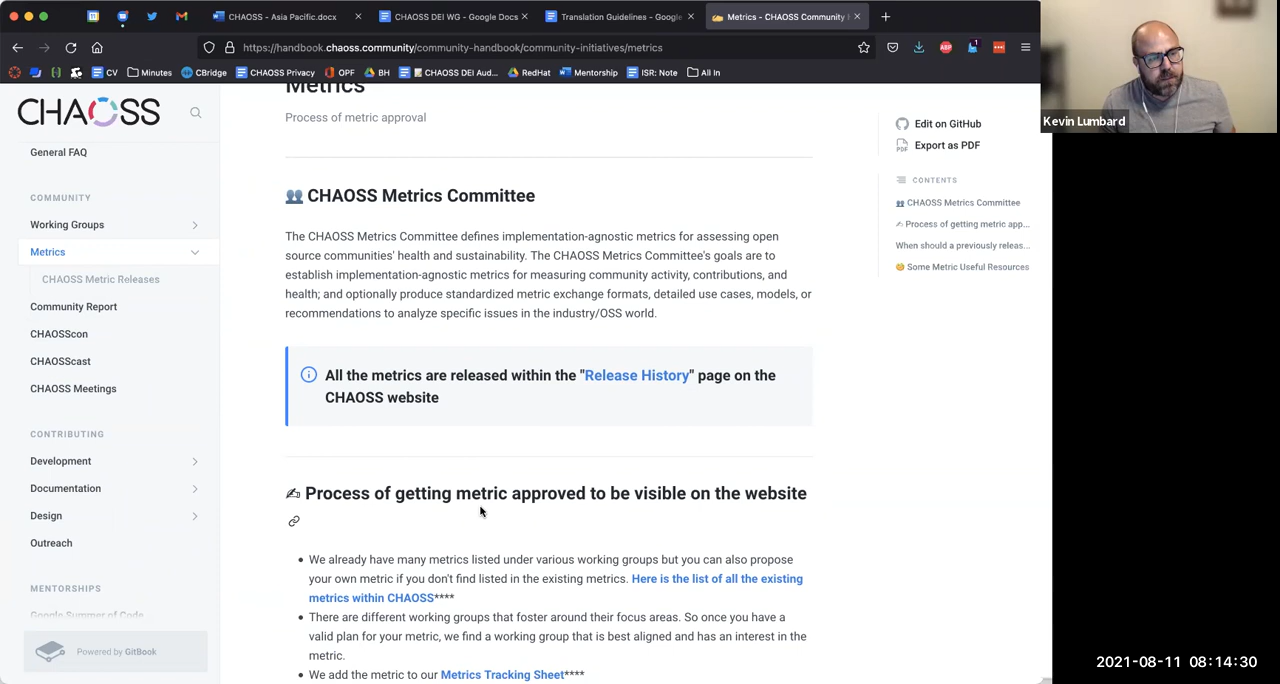 CHAOSS - Asia Pacific.docx
CHAOSS DEI WG - Google Docs
Translation Guidelines - Google
Metrics - CHAOSS Community H
https://handbook.chaoss.community/community-handbook/community-initiatives/metrics
ABP
1
CV
Minutes
CBridge
CHAOSS Privacy
OPF
BH
CHAOSS DEI Aud...
RedHat
Mentorship
ISR: Note
All In
Kevin Lumbard
CHAOSS
General FAQ
COMMUNITY
Working Groups
Metrics
CHAOSS Metric Releases
Community Report
CHAOSScon
CHAOSScast
CHAOSS Meetings
CONTRIBUTING
Development
Documentation
Design
Outreach
MENTORSHIPS
Google Summer of Code
Powered by GitBook
Metrics
Process of metric approval
CHAOSS Metrics Committee
The CHAOSS Metrics Committee defines implementation-agnostic metrics for assessing open
source communities' health and sustainability. The CHAOSS Metrics Committee's goals are to
establish implementation-agnostic metrics for measuring community activity, contributions, and
health; and optionally produce standardized metric exchange formats, detailed use cases, models, or
recommendations to analyze specific issues in the industry/OSS world.
All the metrics are released within the "Release History" page on the
CHAOSS website
Process of getting metric approved to be visible on the website
We already have many metrics listed under various working groups but you can also propose
your own metric if you don't find listed in the existing metrics. Here is the list of all the existing
metrics within CHAOSS****
There are different working groups that foster around their focus areas. So once you have a
valid plan for your metric, we find a working group that is best aligned and has an interest in the
metric.
We add the metric to our Metrics Tracking Sheet****
Edit on GitHub
PDF Export as PDF
CONTENTS
CHAOSS Metrics Committee
Process of getting metric app...
When should a previously releas...
Some Metric Useful Resources
2021-08-11 08:14:30